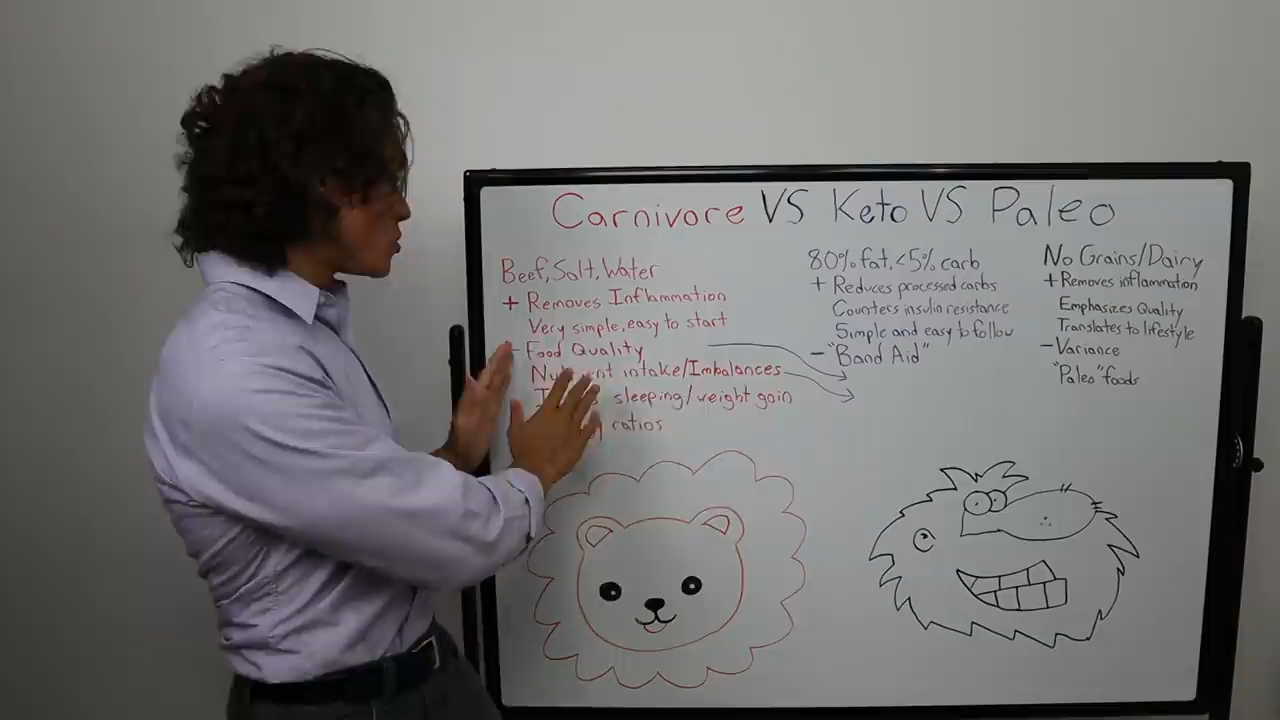 Carnivore VS Keto VS Paleo
Beef, Salt, Water
+ Removes Inflammation
Very simple, easy to start
- Food Quality
intake/Imbalances
sleeping/weight gain
ratios
80% fat, <5% carb
+ Reduces processed carbs
Counters insulin resistance
Simple and easy to follow
- "Band Aid"
No Grains/Dairy
+ Removes inflammation
Emphasizes Quality
Translates to lifestyle
- Variance
"Paleo" foods